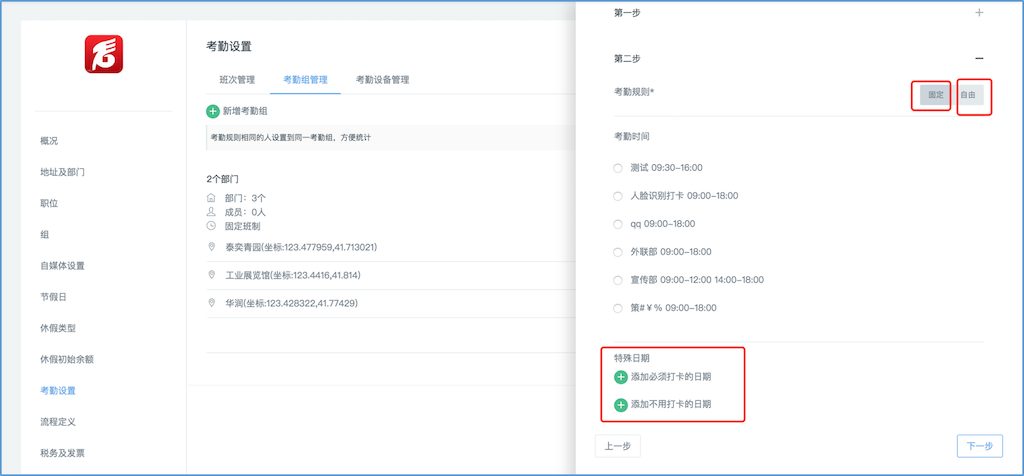 概况
地址及部门
职位
组
自媒体设置
节假日
休假类型
休假初始余额
考勤设置
流程定义
税务及发票
考勤设置
班次管理 考勤组管理 考勤设备管理
新增考勤组
考勤规则相同的人设置到同一考勤组，方便统计
2个部门
部门：3个
成员：0人
固定班制
泰奕青园(坐标:123.477959,41.713021)
工业展览馆(坐标:123.4416,41.814)
华润(坐标:123.428322,41.77429)
第一步
第二步
考勤规则*
固定 自由
考勤时间
测试 09:30-16:00
人脸识别打卡 09:00-18:00
qq 09:00-18:00
外联部 09:00-18:00
宣传部 09:00-12:00 14:00-18:00
策#￥% 09:00-18:00
特殊日期
添加必须打卡的日期
添加不用打卡的日期
上一步 下一步